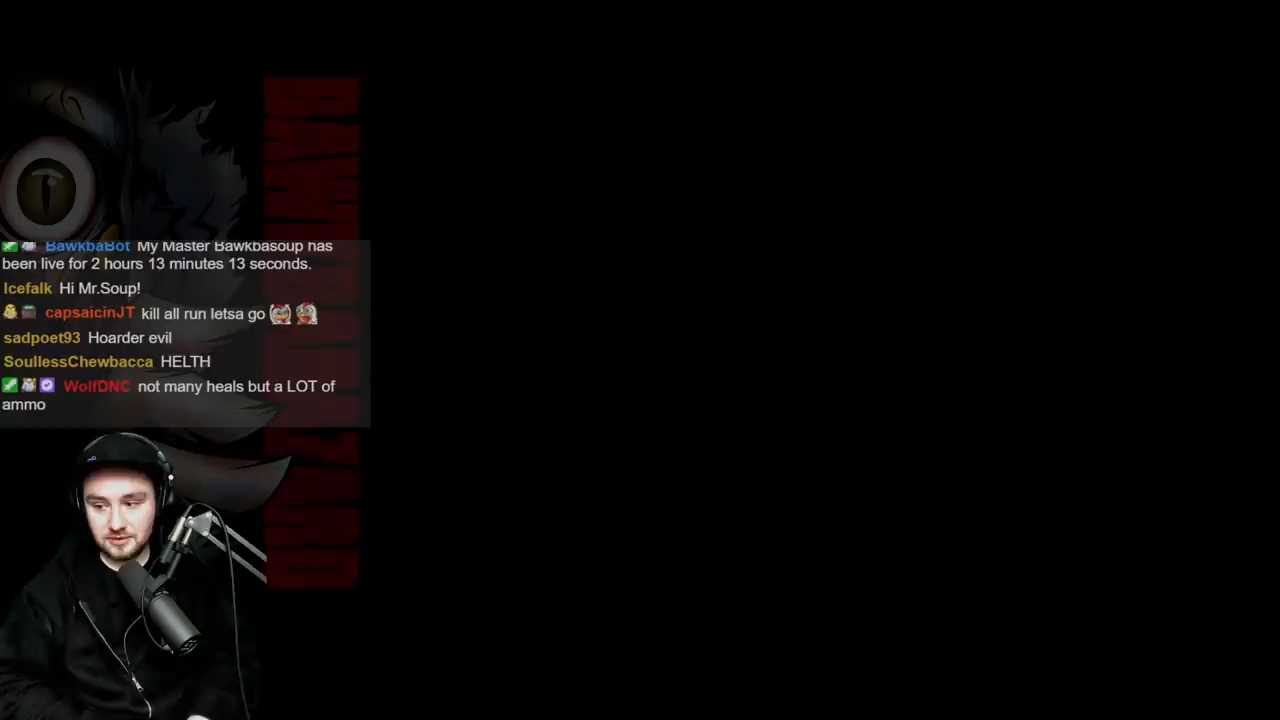 BawkbaBot My Master Bawkbasoup has
been live for 2 hours 13 minutes 13 seconds.
Icefalk Hi Mr.Soup!
capsaicinJT kill all run letsa go
sadpoet93 Hoarder evil
SoullessChewbacca HELTH
WolfDNC not many heals but a LOT of
ammo